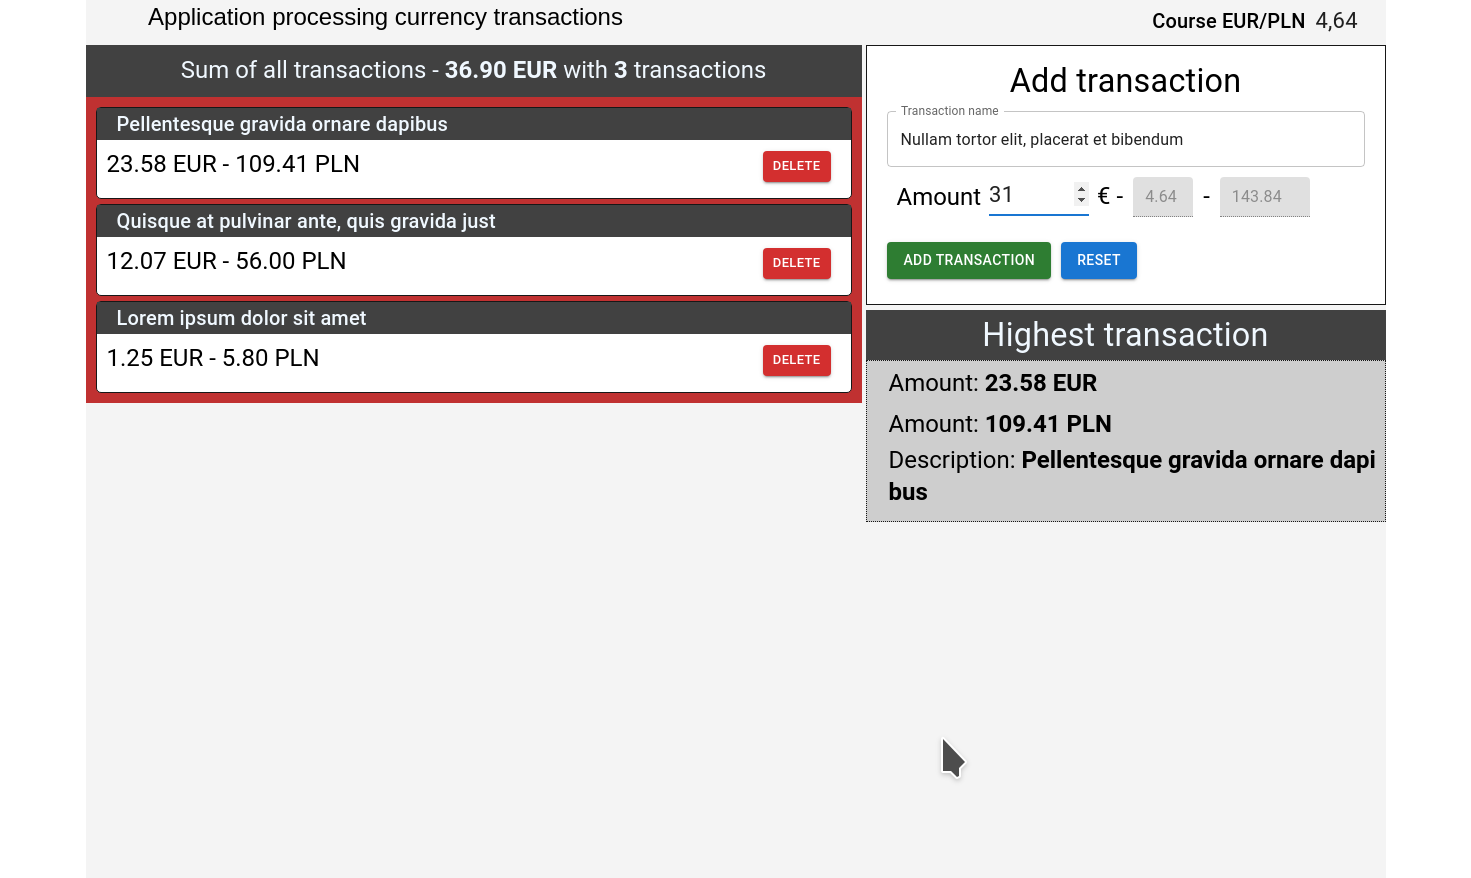 Application processing currency transactions
Course EUR/PLN 4,64
Sum of all transactions - 36.90 EUR with 3 transactions
Pellentesque gravida ornare dapibus
23.58 EUR - 109.41 PLN
DELETE
Quisque at pulvinar ante, quis gravida just
12.07 EUR - 56.00 PLN
DELETE
Lorem ipsum dolor sit amet
1.25 EUR - 5.80 PLN
DELETE
Add transaction
Transaction name
Nullam tortor elit, placerat et bibendum
Amount 31 € - 4.64 - 143.84
ADD TRANSACTION RESET
Highest transaction
Amount: 23.58 EUR
Amount: 109.41 PLN
Description: Pellentesque gravida ornare dapi
bus